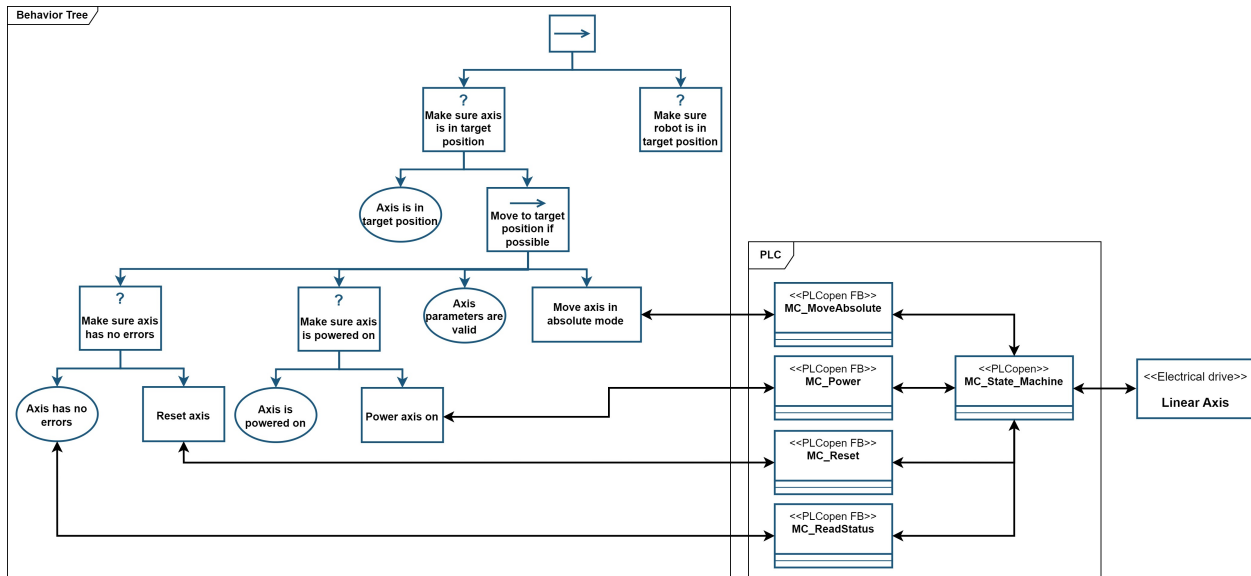 Behavior Tree
?
Make sure axis
is in target
position
?
Make sure
robot is in
target position
Axis is in
target position
Move to target
position if
possible
?
Make sure axis
has no errors
?
Make sure axis
is powered on
Axis
parameters are
valid
Move axis in
absolute mode
Axis has no
errors
Reset axis
Axis is
powered on
Power axis on
PLC
<<PLCopen FB>>
MC_MoveAbsolute
<<PLCopen FB>>
MC_Power
<<PLCopen>>
MC_State_Machine
<<Electrical drive>>
Linear Axis
<<PLCopen FB>>
MC_Reset
<<PLCopen FB>>
MC_ReadStatus